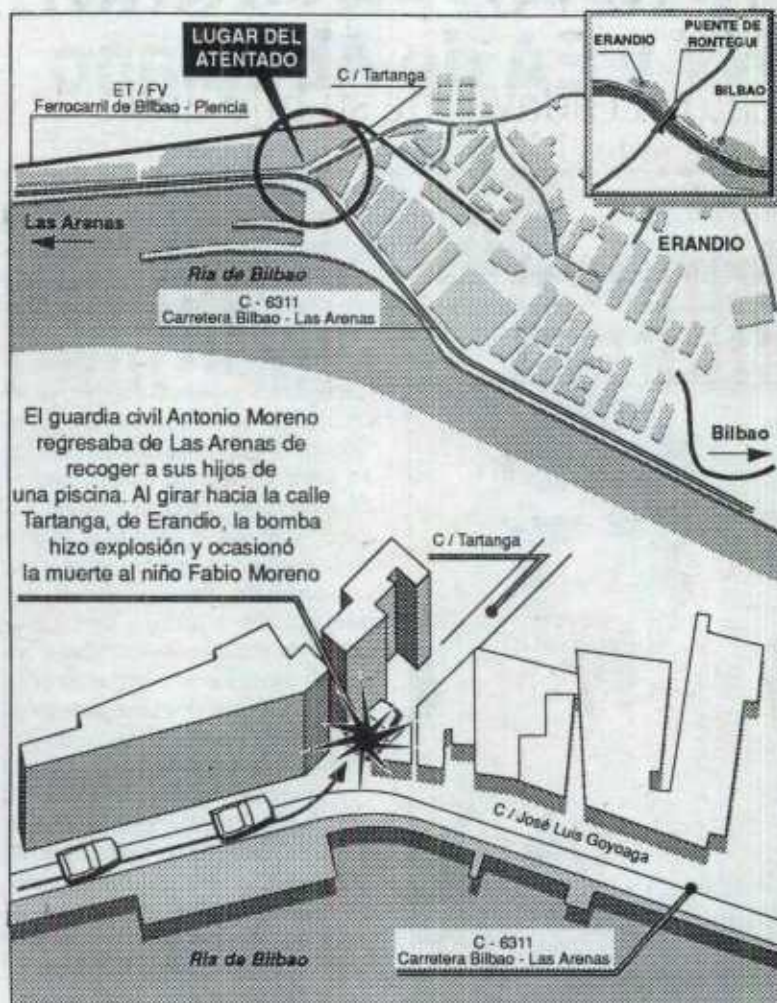 LUGAR DEL
ATENTADO
ET / FV
Ferrocarril de Bilbao - Plencia
C / Tartanga
ERANDIO
PUENTE DE
RONTEGUI
BILBAO
Las Arenas
Ría de Bilbao
C - 6311
Carretera Bilbao - Las Arenas
ERANDIO
Bilbao
El guardia civil Antonio Moreno
regresaba de Las Arenas de
recoger a sus hijos de
una piscina. Al girar hacia la calle
Tartanga, de Erandio, la bomba
hizo explosión y ocasionó
la muerte al niño Fabio Moreno
C / Tartanga
C / José Luis Goyoaga
C - 6311
Carretera Bilbao - Las Arenas
Ría de Bilbao